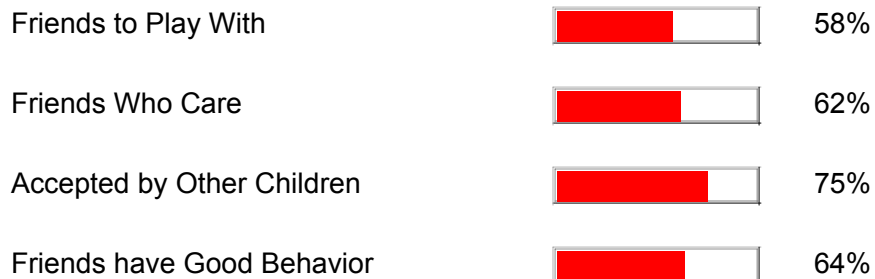 Friends to Play With 58%
Friends Who Care 62%
Accepted by Other Children 75%
Friends have Good Behavior 64%